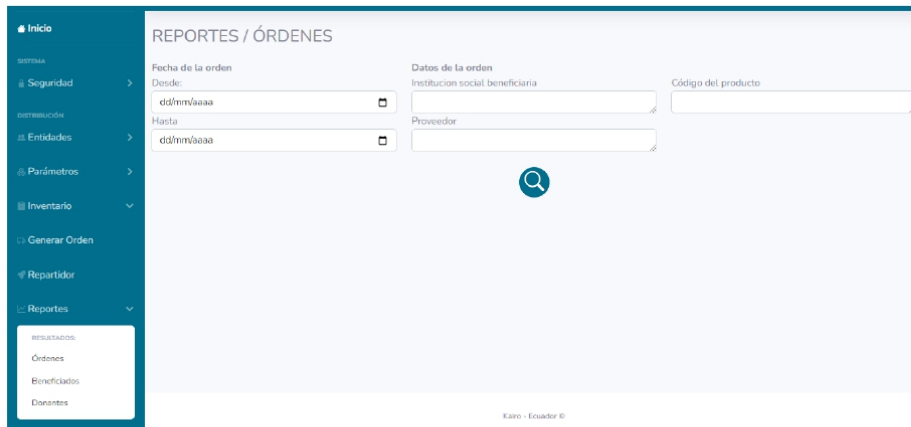 Inicio
SISTEMA
Seguridad
DISTRIBUCIÓN
Entidades
Parámetros
Inventario
Generar Orden
Repartidor
Reportes
RESULTADOS:
Órdenes
Beneficiados
Donantes
REPORTES / ÓRDENES
Fecha de la orden
Desde:
dd/mm/aaaa
Hasta
dd/mm/aaaa
Datos de la orden
Institucion social beneficiaria
Proveedor
Código del producto
Kairo - Ecuador ©